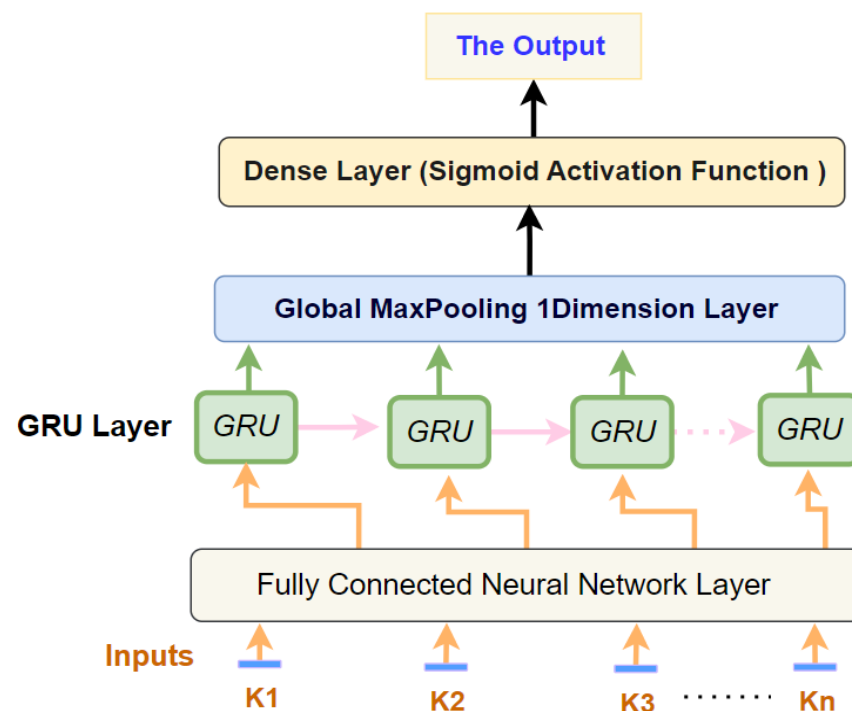 The Output
Dense Layer (Sigmoid Activation Function )
Global MaxPooling 1Dimension Layer
GRU Layer GRU GRU GRU GRU
Fully Connected Neural Network Layer
Inputs
K1 K2 K3 ........ Kn